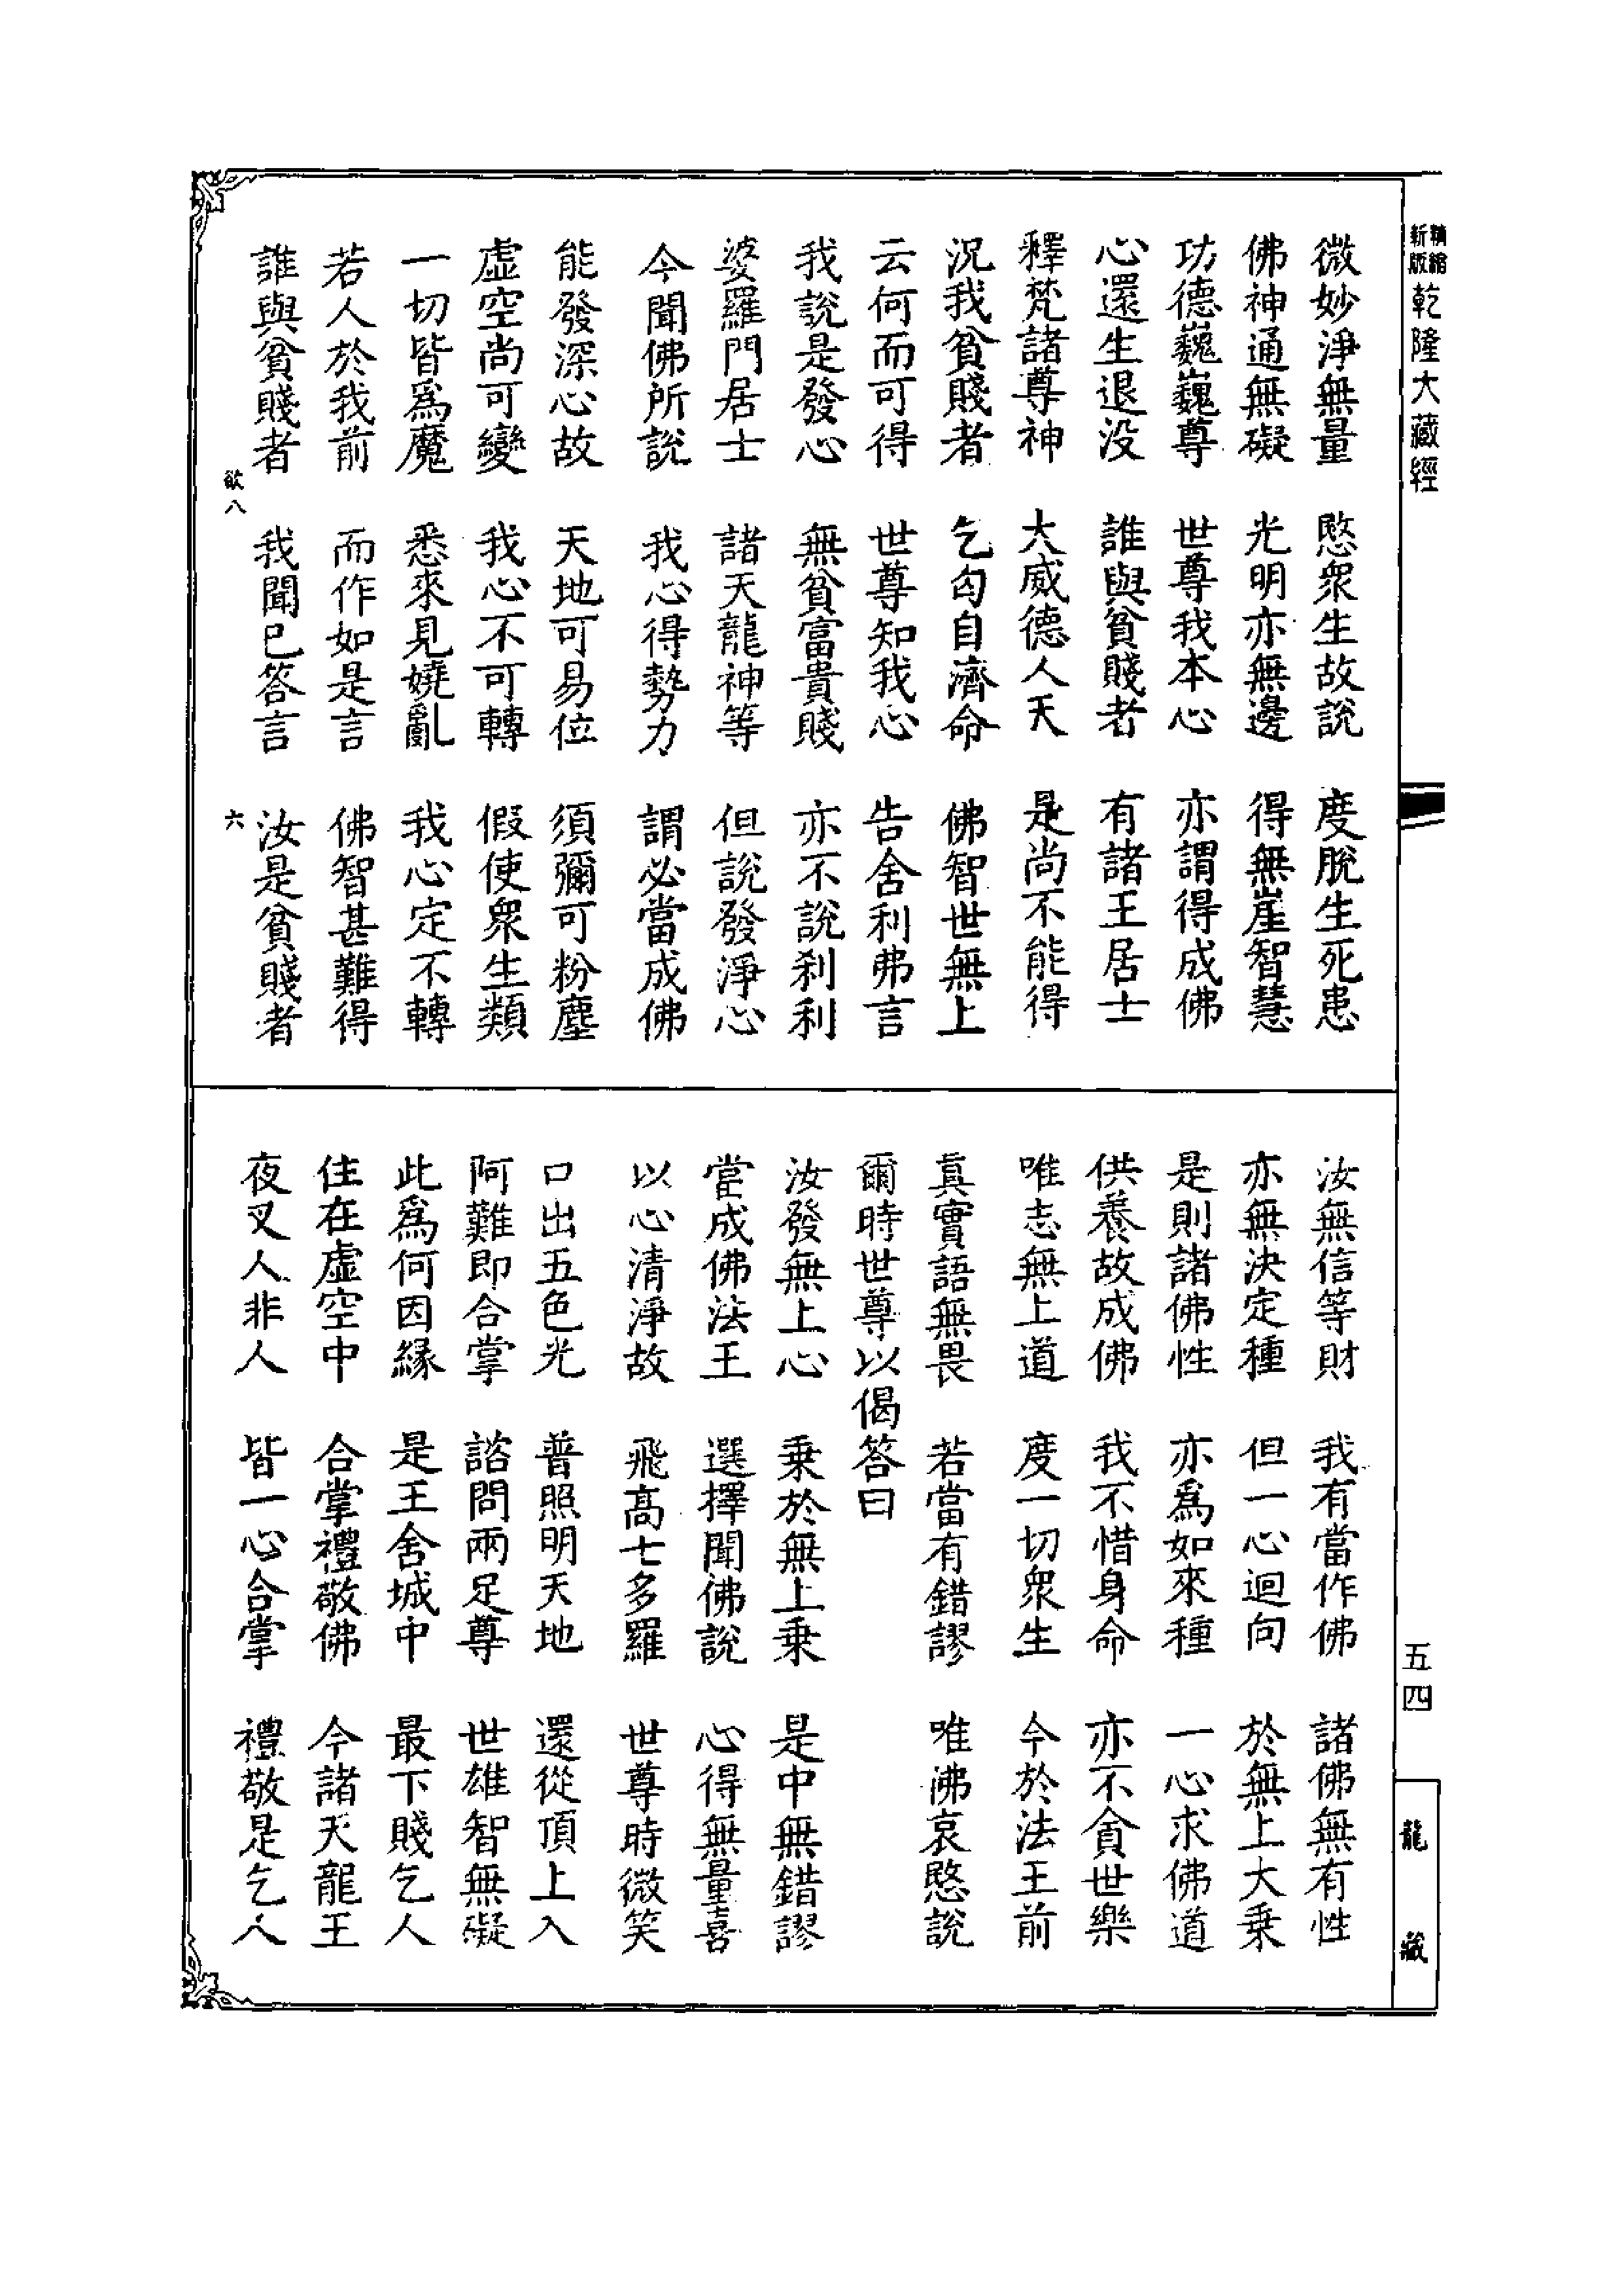 精縮新版乾隆大藏經
微妙淨無量 愍眾生故說 度脫生死患
佛神通無礙 光明亦無邊 得無崖智慧
功德巍巍尊 世尊我本心 亦謂得成佛
心還生退没 誰與貧賤者 有諸王居士
釋梵諸尊神 大威德人天 是尚不能得
況我貧賤者 乞匃自濟命 佛智世無上
云何而可得 世尊知我心 告舍利弗言
我說是發心 無貧富貴賤 亦不說刹利
婆羅門居士 諸天龍神等 但說發淨心
今聞佛所說 我心得勢力 謂必當成佛
能發深心故 天地可易位 須彌可粉塵
虛空尚可變 我心不可轉 假使眾生類
一切皆爲魔 悉來見嬈亂 我心定不轉
若人於我前 而作如是言 佛智甚難得
誰與貧賤者 我聞已答言 汝是貧賤者
欲八 六
汝無信等財 我有當作佛 諸佛無有性
亦無決定種 但一心迴向 於無上大乘
是則諸佛性 亦爲如來種 一心求佛道
供養故成佛 我不惜身命 亦不貪世樂
唯志無上道 度一切眾生 今於法王前
真實語無畏 若當有錯謬 唯佛哀愍說
爾時世尊以偈答曰
汝發無上心 乘於無上乘 是中無錯謬
當成佛法王 選擇聞佛說 心得無量喜
以心清淨故 飛高七多羅 世尊時微笑
口出五色光 普照明天地 還從頂上入
阿難即合掌 諮問兩足尊 世雄智無礙
此爲何因緣 是王舍城中 最下賤乞人
住在虛空中 合掌禮敬佛 今諸天龍王
夜叉人非人 皆一心合掌 禮敬是乞人
五四
龍藏